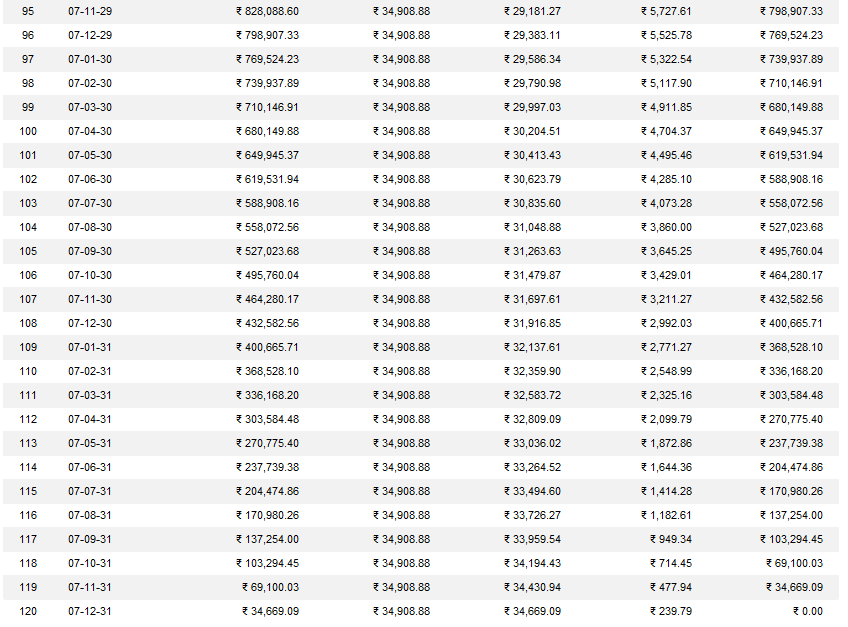 95 07-11-29 ₹ 828,088.60 ₹ 34,908.88 ₹ 29,181.27 ₹ 5,727.61 ₹ 798,907.33
96 07-12-29 ₹ 798,907.33 ₹ 34,908.88 ₹ 29,383.11 ₹ 5,525.78 ₹ 769,524.23
97 07-01-30 ₹ 769,524.23 ₹ 34,908.88 ₹ 29,586.34 ₹ 5,322.54 ₹ 739,937.89
98 07-02-30 ₹ 739,937.89 ₹ 34,908.88 ₹ 29,790.98 ₹ 5,117.90 ₹ 710,146.91
99 07-03-30 ₹ 710,146.91 ₹ 34,908.88 ₹ 29,997.03 ₹ 4,911.85 ₹ 680,149.88
100 07-04-30 ₹ 680,149.88 ₹ 34,908.88 ₹ 30,204.51 ₹ 4,704.37 ₹ 649,945.37
101 07-05-30 ₹ 649,945.37 ₹ 34,908.88 ₹ 30,413.43 ₹ 4,495.46 ₹ 619,531.94
102 07-06-30 ₹ 619,531.94 ₹ 34,908.88 ₹ 30,623.79 ₹ 4,285.10 ₹ 588,908.16
103 07-07-30 ₹ 588,908.16 ₹ 34,908.88 ₹ 30,835.60 ₹ 4,073.28 ₹ 558,072.56
104 07-08-30 ₹ 558,072.56 ₹ 34,908.88 ₹ 31,048.88 ₹ 3,860.00 ₹ 527,023.68
105 07-09-30 ₹ 527,023.68 ₹ 34,908.88 ₹ 31,263.63 ₹ 3,645.25 ₹ 495,760.04
106 07-10-30 ₹ 495,760.04 ₹ 34,908.88 ₹ 31,479.87 ₹ 3,429.01 ₹ 464,280.17
107 07-11-30 ₹ 464,280.17 ₹ 34,908.88 ₹ 31,697.61 ₹ 3,211.27 ₹ 432,582.56
108 07-12-30 ₹ 432,582.56 ₹ 34,908.88 ₹ 31,916.85 ₹ 2,992.03 ₹ 400,665.71
109 07-01-31 ₹ 400,665.71 ₹ 34,908.88 ₹ 32,137.61 ₹ 2,771.27 ₹ 368,528.10
110 07-02-31 ₹ 368,528.10 ₹ 34,908.88 ₹ 32,359.90 ₹ 2,548.99 ₹ 336,168.20
111 07-03-31 ₹ 336,168.20 ₹ 34,908.88 ₹ 32,583.72 ₹ 2,325.16 ₹ 303,584.48
112 07-04-31 ₹ 303,584.48 ₹ 34,908.88 ₹ 32,809.09 ₹ 2,099.79 ₹ 270,775.40
113 07-05-31 ₹ 270,775.40 ₹ 34,908.88 ₹ 33,036.02 ₹ 1,872.86 ₹ 237,739.38
114 07-06-31 ₹ 237,739.38 ₹ 34,908.88 ₹ 33,264.52 ₹ 1,644.36 ₹ 204,474.86
115 07-07-31 ₹ 204,474.86 ₹ 34,908.88 ₹ 33,494.60 ₹ 1,414.28 ₹ 170,980.26
116 07-08-31 ₹ 170,980.26 ₹ 34,908.88 ₹ 33,726.27 ₹ 1,182.61 ₹ 137,254.00
117 07-09-31 ₹ 137,254.00 ₹ 34,908.88 ₹ 33,959.54 ₹ 949.34 ₹ 103,294.45
118 07-10-31 ₹ 103,294.45 ₹ 34,908.88 ₹ 34,194.43 ₹ 714.45 ₹ 69,100.03
119 07-11-31 ₹ 69,100.03 ₹ 34,908.88 ₹ 34,430.94 ₹ 477.94 ₹ 34,669.09
120 07-12-31 ₹ 34,669.09 ₹ 34,908.88 ₹ 34,669.09 ₹ 239.79 ₹ 0.00